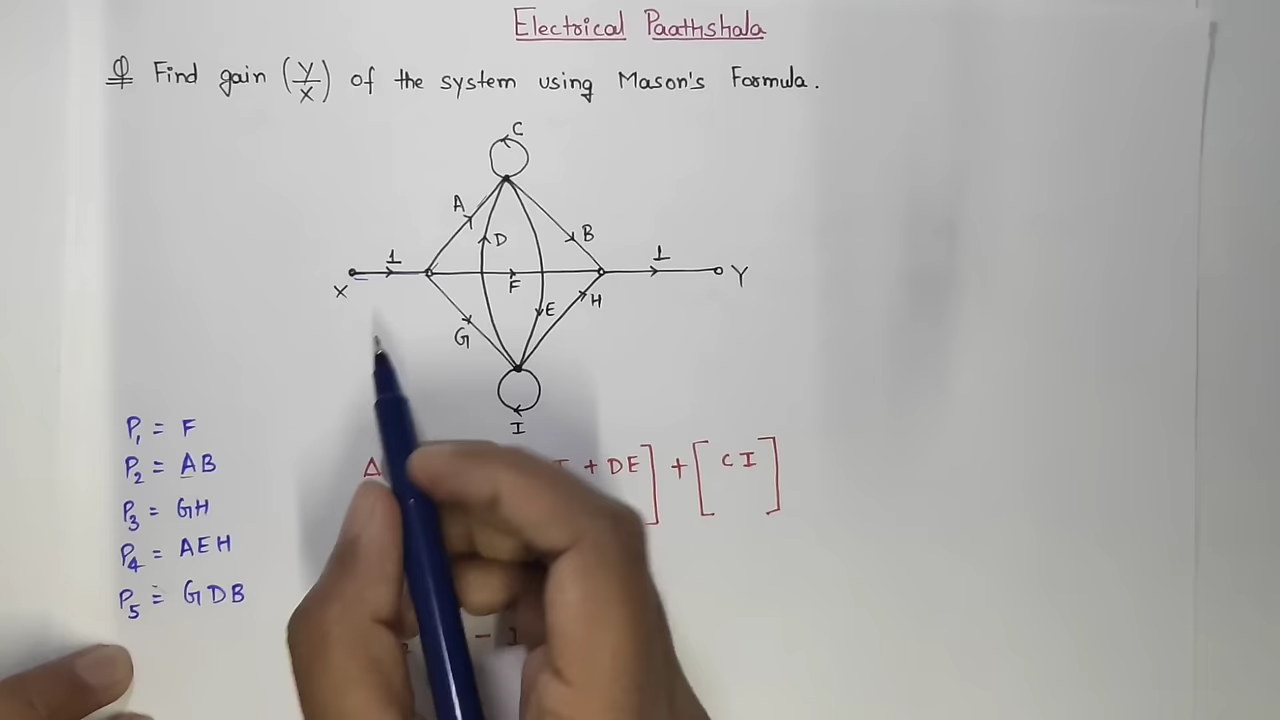 Electrical Paathshala
Q Find gain (Y/X) of the system using Mason's Formula.
C
A
B
D
1
1
X
F
Y
E
H
G
I
P1 = F
P2 = AB
P3 = GH
P4 = AEH
P5 = GDB
Δ I + DE] + [CI]
2 -